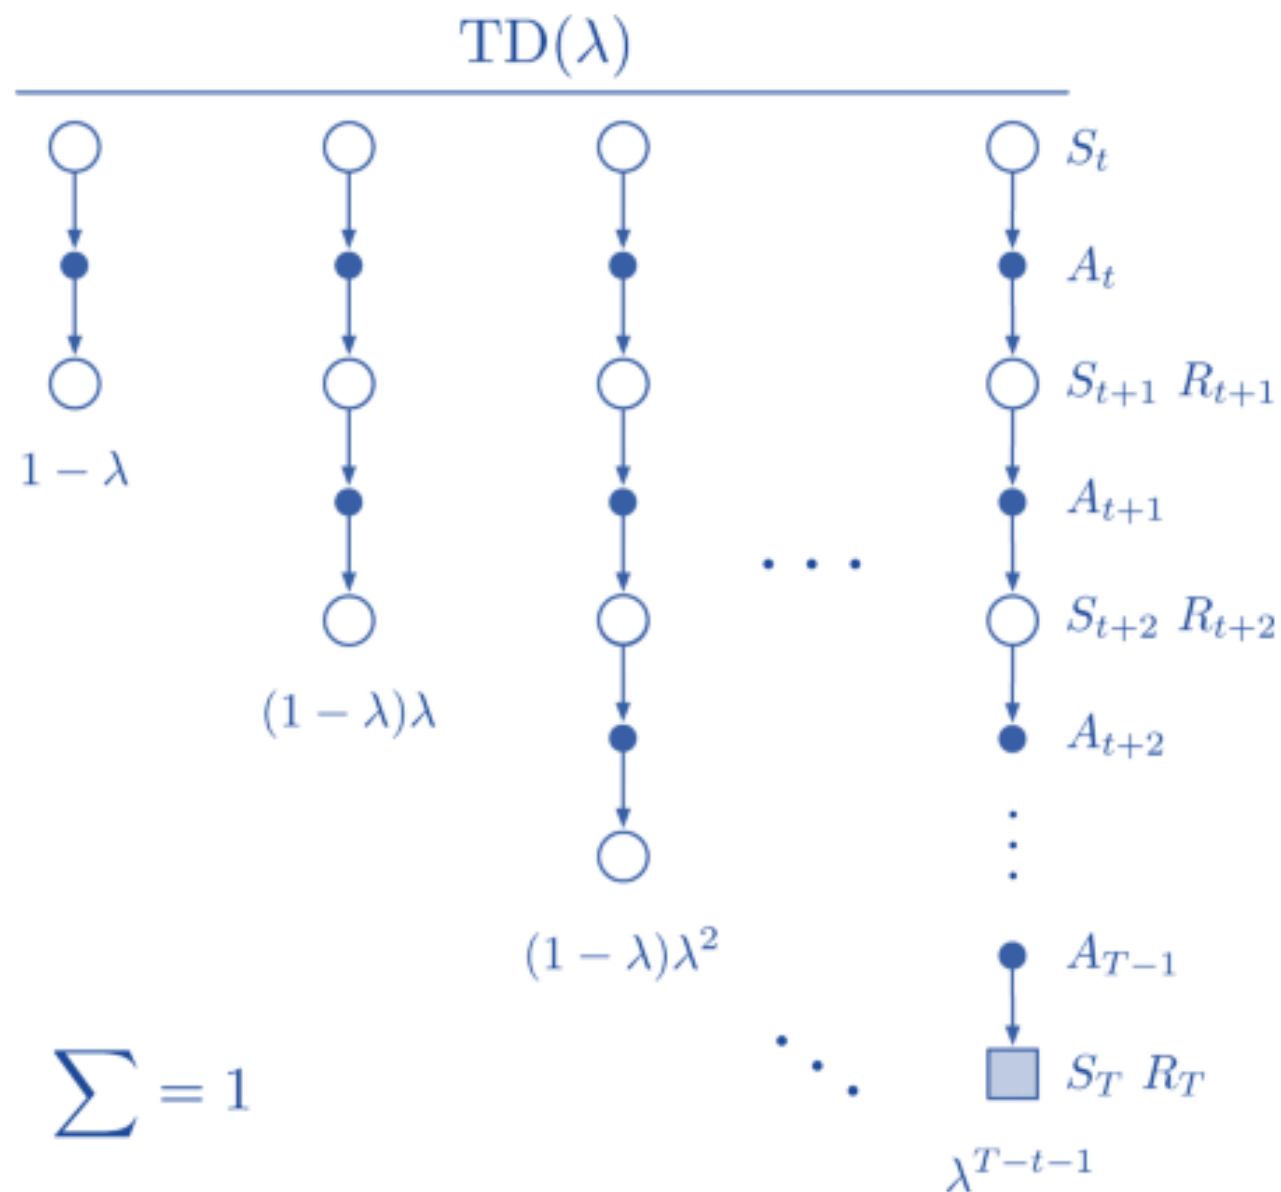 TD(λ)
S_t
A_t
S_{t+1} R_{t+1}
1 − λ
A_{t+1}
. . .
S_{t+2} R_{t+2}
(1 − λ)λ
A_{t+2}
(1 − λ)λ^2
A_{T−1}
∑ = 1
S_T R_T
λ^{T−t−1}